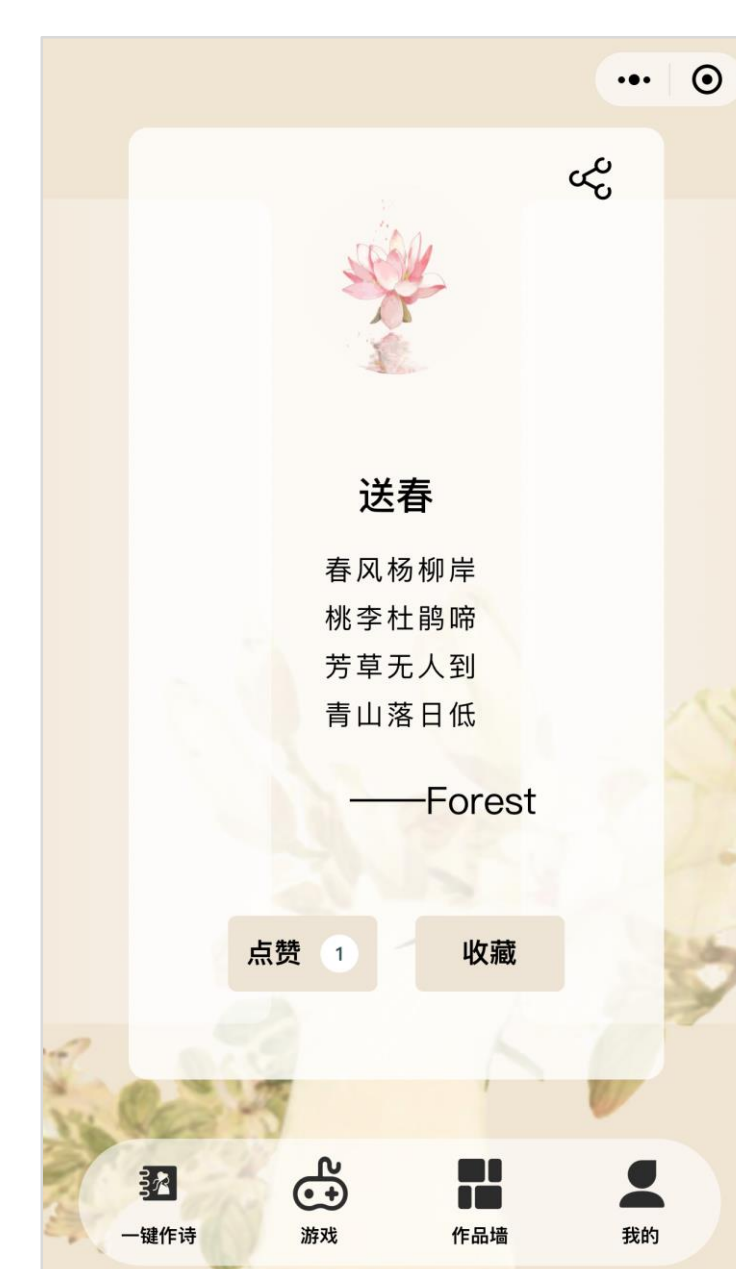 送春
春风杨柳岸
桃李杜鹃啼
芳草无人到
青山落日低
——Forest
点赞 1 收藏
一键作诗 游戏 作品墙 我的